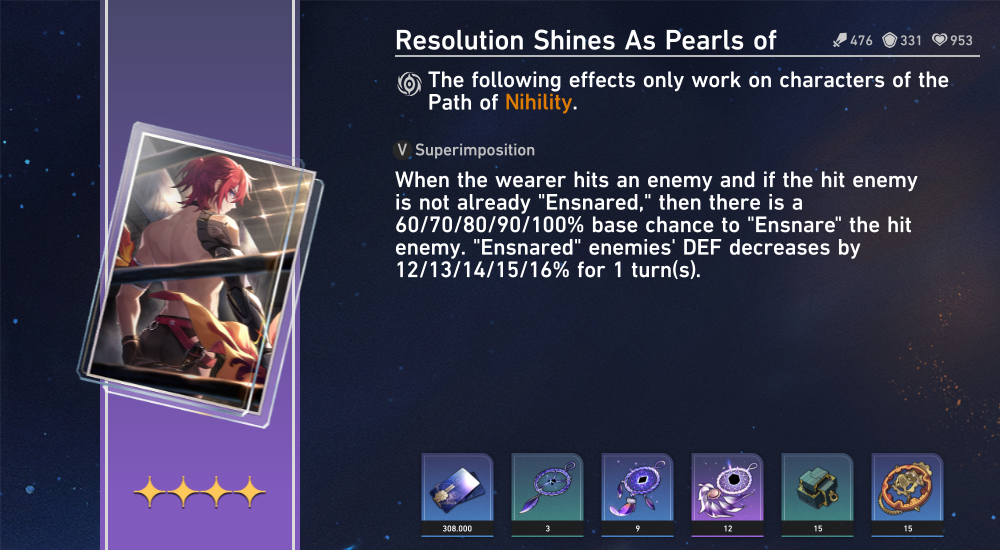 Resolution Shines As Pearls of
476 331 953
The following effects only work on characters of the
Path of Nihility.
V Superimposition
When the wearer hits an enemy and if the hit enemy
is not already "Ensnared," then there is a
60/70/80/90/100% base chance to "Ensnare" the hit
enemy. "Ensnared" enemies' DEF decreases by
12/13/14/15/16% for 1 turn(s).
308.000 3 9 12 15 15